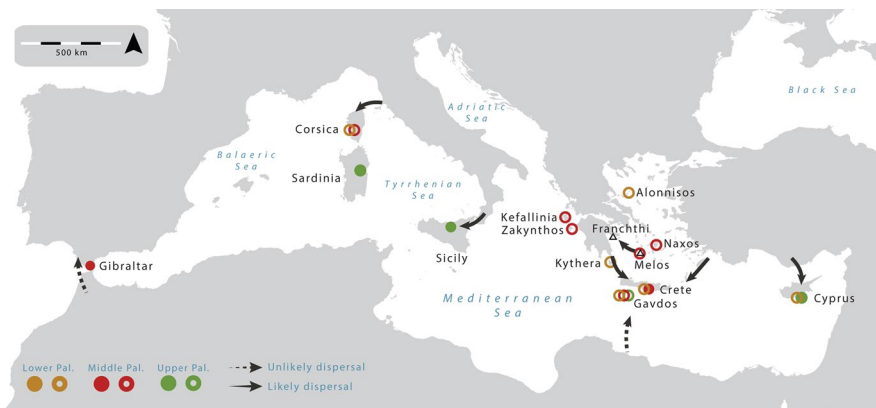 500 km
Black Sea
Adriatic
Sea
Corsica
Balaeric
Sea
Sardinia
Tyrrhenian
Sea
Alonnisos
Kefallinia
Zakynthos
Franchthi
Naxos
Melos
Sicily
Gibraltar
Kythera
Crete
Gavdos
Cyprus
Mediterranean
Sea
Lower Pal.
Middle Pal.
Upper Pal.
Unlikely dispersal
Likely dispersal